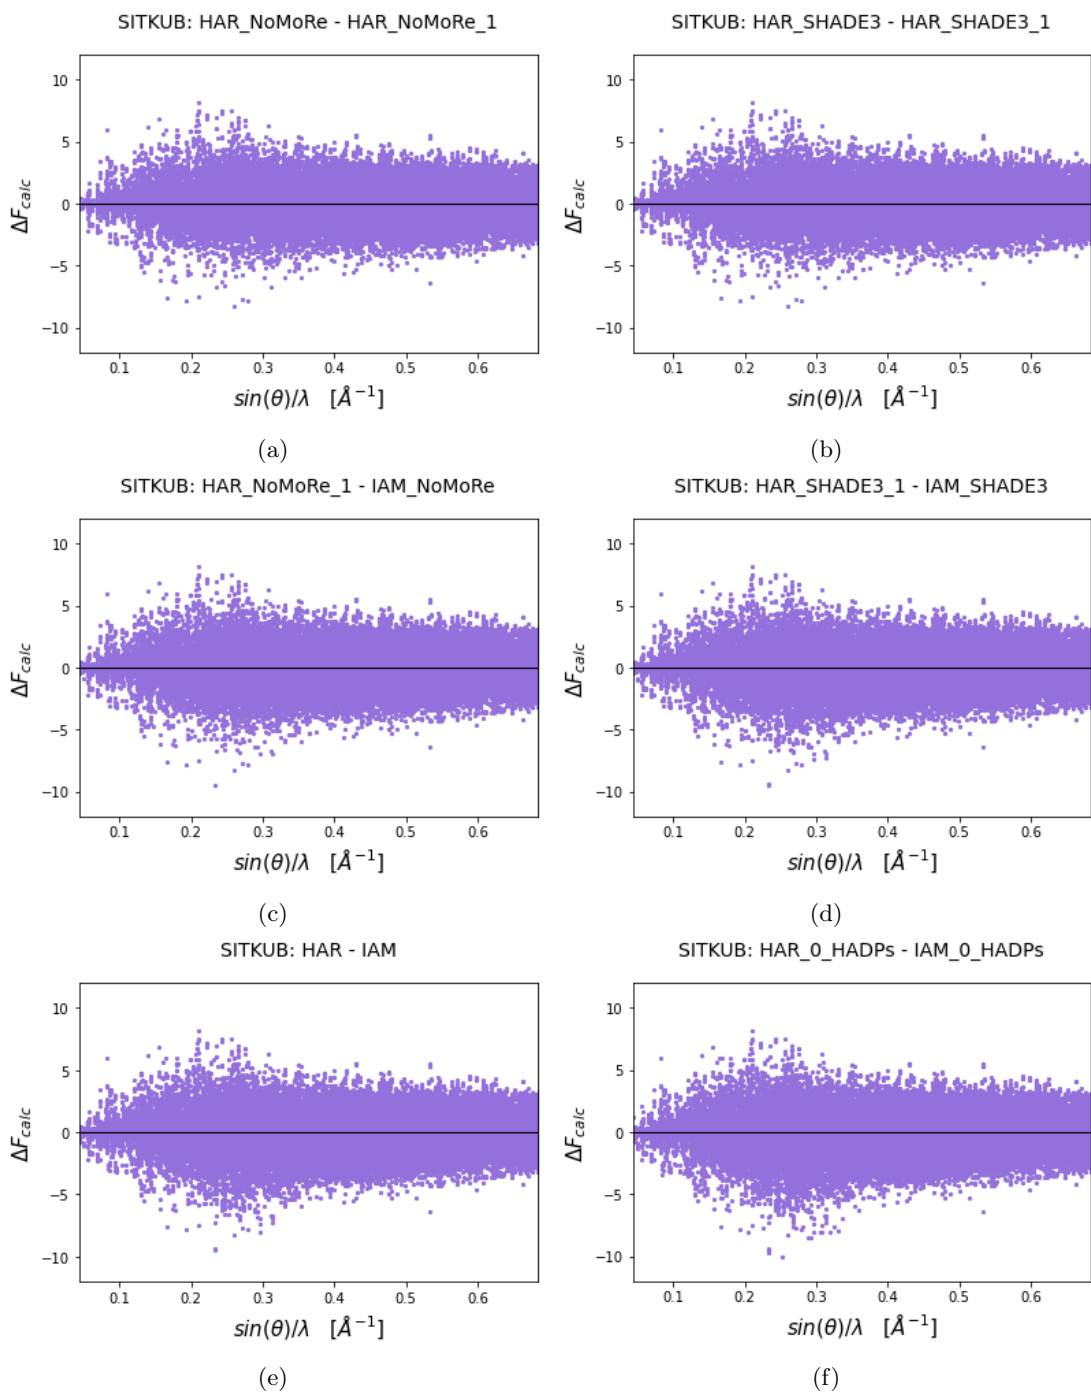 SITKUB: HAR_NoMoRe - HAR_NoMoRe_1
SITKUB: HAR_SHADE3 - HAR_SHADE3_1
10
5
0
−5
−10
ΔF_calc
0.1 0.2 0.3 0.4 0.5 0.6
sin(θ)/λ [Å⁻¹]
(a)
10
5
0
−5
−10
ΔF_calc
0.1 0.2 0.3 0.4 0.5 0.6
sin(θ)/λ [Å⁻¹]
(b)
SITKUB: HAR_NoMoRe_1 - IAM_NoMoRe
SITKUB: HAR_SHADE3_1 - IAM_SHADE3
10
5
0
−5
−10
ΔF_calc
0.1 0.2 0.3 0.4 0.5 0.6
sin(θ)/λ [Å⁻¹]
(c)
10
5
0
−5
−10
ΔF_calc
0.1 0.2 0.3 0.4 0.5 0.6
sin(θ)/λ [Å⁻¹]
(d)
SITKUB: HAR - IAM
SITKUB: HAR_0_HADPs - IAM_0_HADPs
10
5
0
−5
−10
ΔF_calc
0.1 0.2 0.3 0.4 0.5 0.6
sin(θ)/λ [Å⁻¹]
(e)
10
5
0
−5
−10
ΔF_calc
0.1 0.2 0.3 0.4 0.5 0.6
sin(θ)/λ [Å⁻¹]
(f)